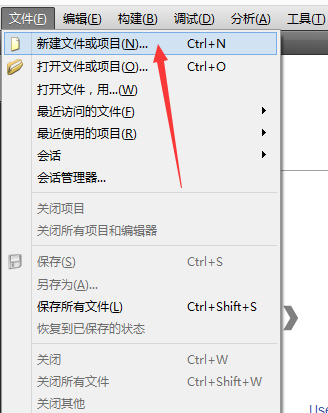 文件(F) 编辑(E) 构建(B) 调试(D) 分析(A) 工具(T)
新建文件或项目(N)... Ctrl+N
打开文件或项目(O)... Ctrl+O
打开文件，用...(W)
最近访问的文件(F)
最近使用的项目(R)
会话
会话管理器...
关闭项目
关闭所有项目和编辑器
保存(S) Ctrl+S
另存为(A)...
保存所有文件(L) Ctrl+Shift+S
恢复到已保存的状态
关闭 Ctrl+W
关闭所有文件 Ctrl+Shift+W
关闭其他
Use